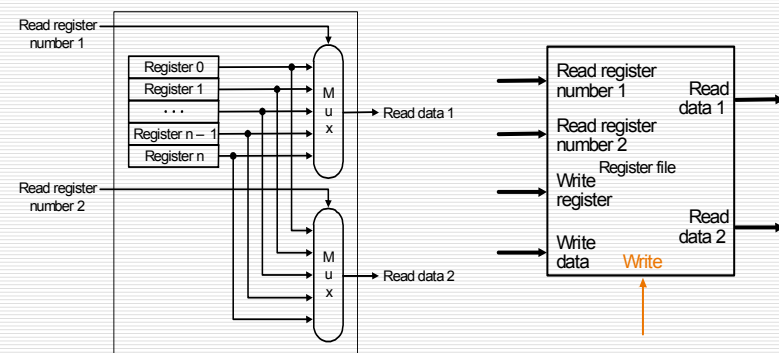 Read register
number 1
Register 0
Register 1
. . .
Register n – 1
Register n
M
u
x
Read data 1
Read register
number 2
M
u
x
Read data 2
Read register
number 1
Read
data 1
Read register
number 2
Register file
Write
register
Read
data 2
Write
data
Write